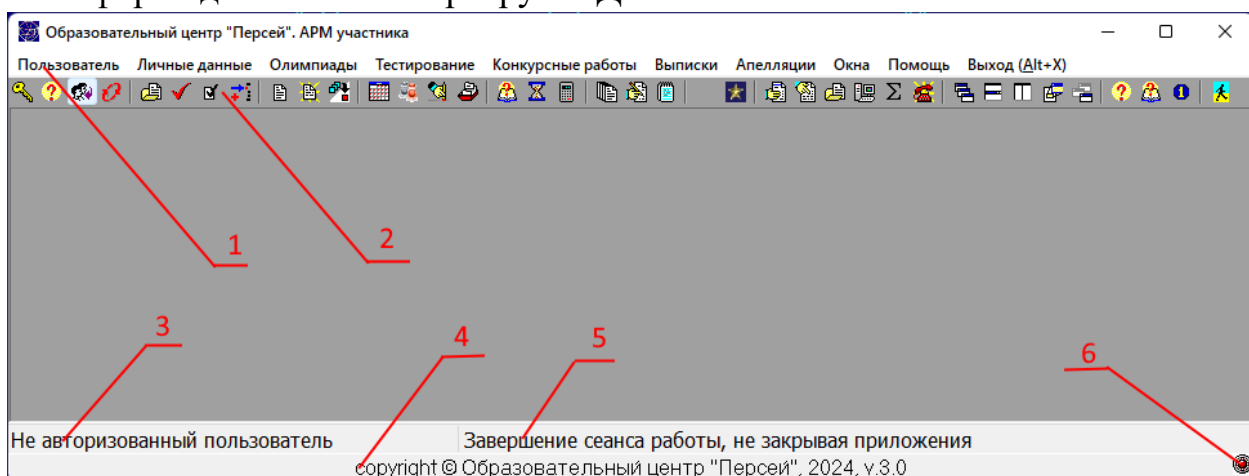 Образовательный центр "Персей". АРМ участника
Пользователь Личные данные Олимпиады Тестирование Конкурсные работы Выписки Апелляции Окна Помощь Выход (Alt+X)
1
2
3
4
5
6
Не авторизованный пользователь
Завершение сеанса работы, не закрывая приложения
copyright © Образовательный центр "Персей", 2024, v.3.0